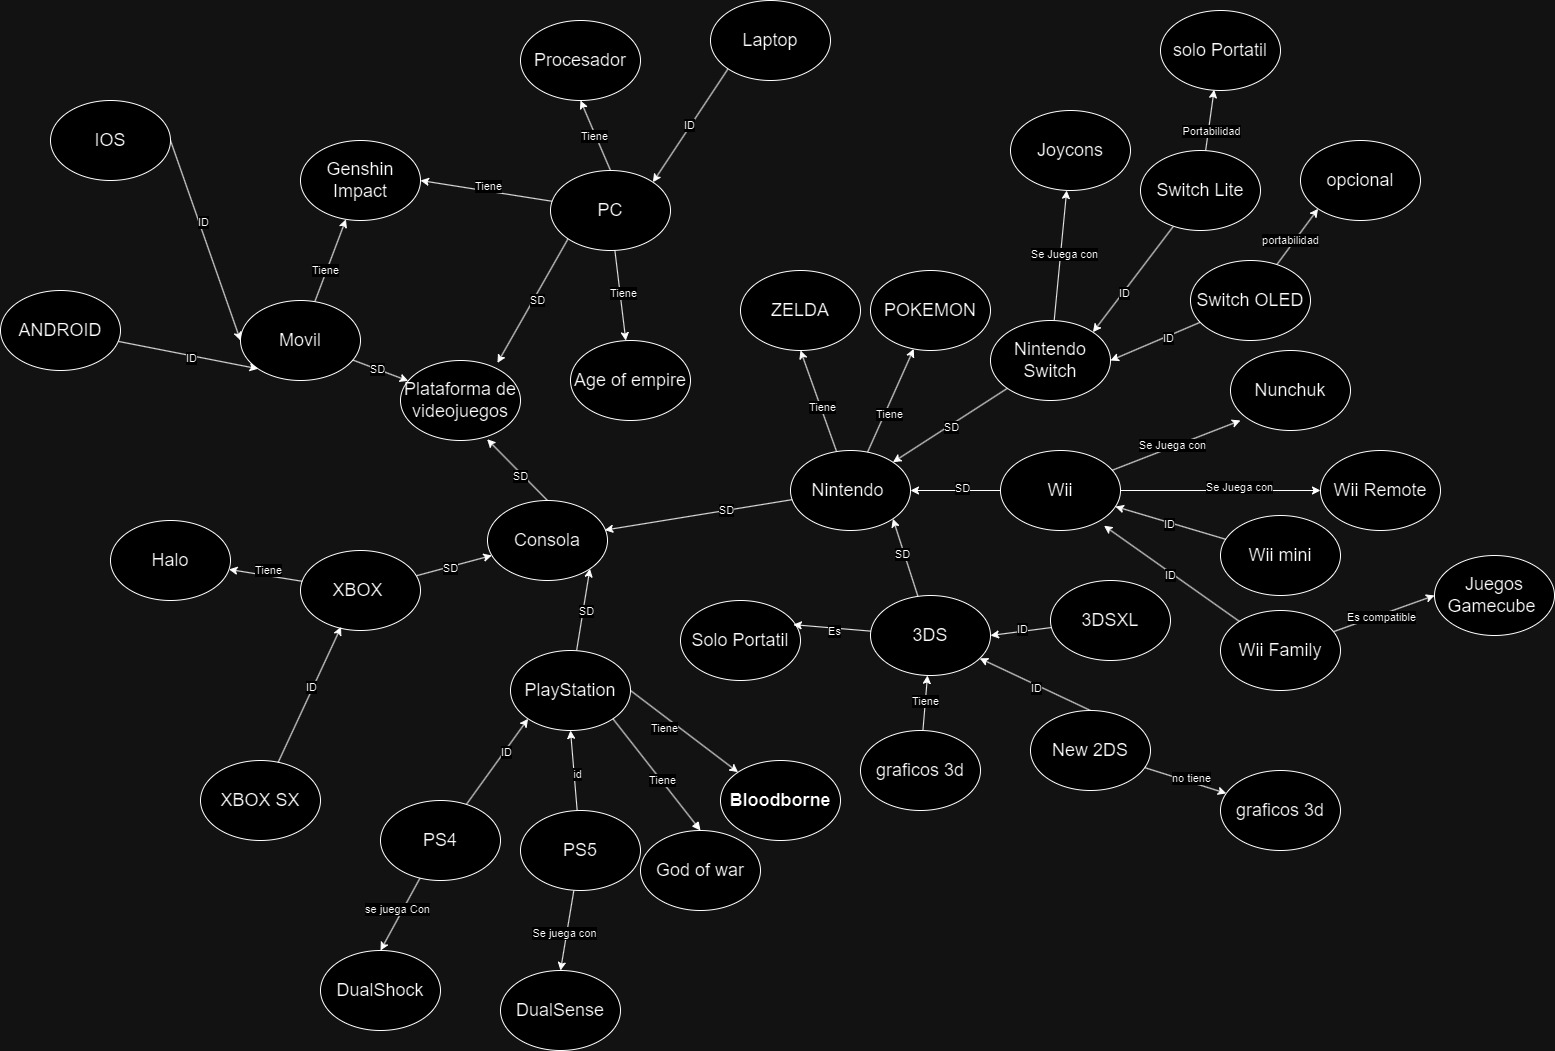 Laptop
solo Portatil
Procesador
ID
Portabilidad
Tiene
IOS
Joycons
Genshin
Impact
Tiene
opcional
Switch Lite
PC
ID
portabilidad
Se Juega con
Tiene
ID
Tiene
SD
Switch OLED
ZELDA
POKEMON
ANDROID
Movil
ID
ID
Nintendo
Switch
SD
Age of empire
Plataforma de
videojuegos
Nunchuk
Tiene
Tiene
SD
Se Juega con
SD
Nintendo
SD
Wii
Se Juega con
Wii Remote
SD
ID
Consola
Halo
Tiene
XBOX
SD
SD
Wii mini
ID
Juegos
Gamecube
SD
Es compatible
Solo Portatil
Es
3DS
ID
3DSXL
Wii Family
ID
PlayStation
ID
Tiene
Tiene
ID
id
Tiene
graficos 3d
New 2DS
no tiene
XBOX SX
Bloodborne
graficos 3d
PS4
PS5
God of war
se juega Con
Se juega con
DualShock
DualSense